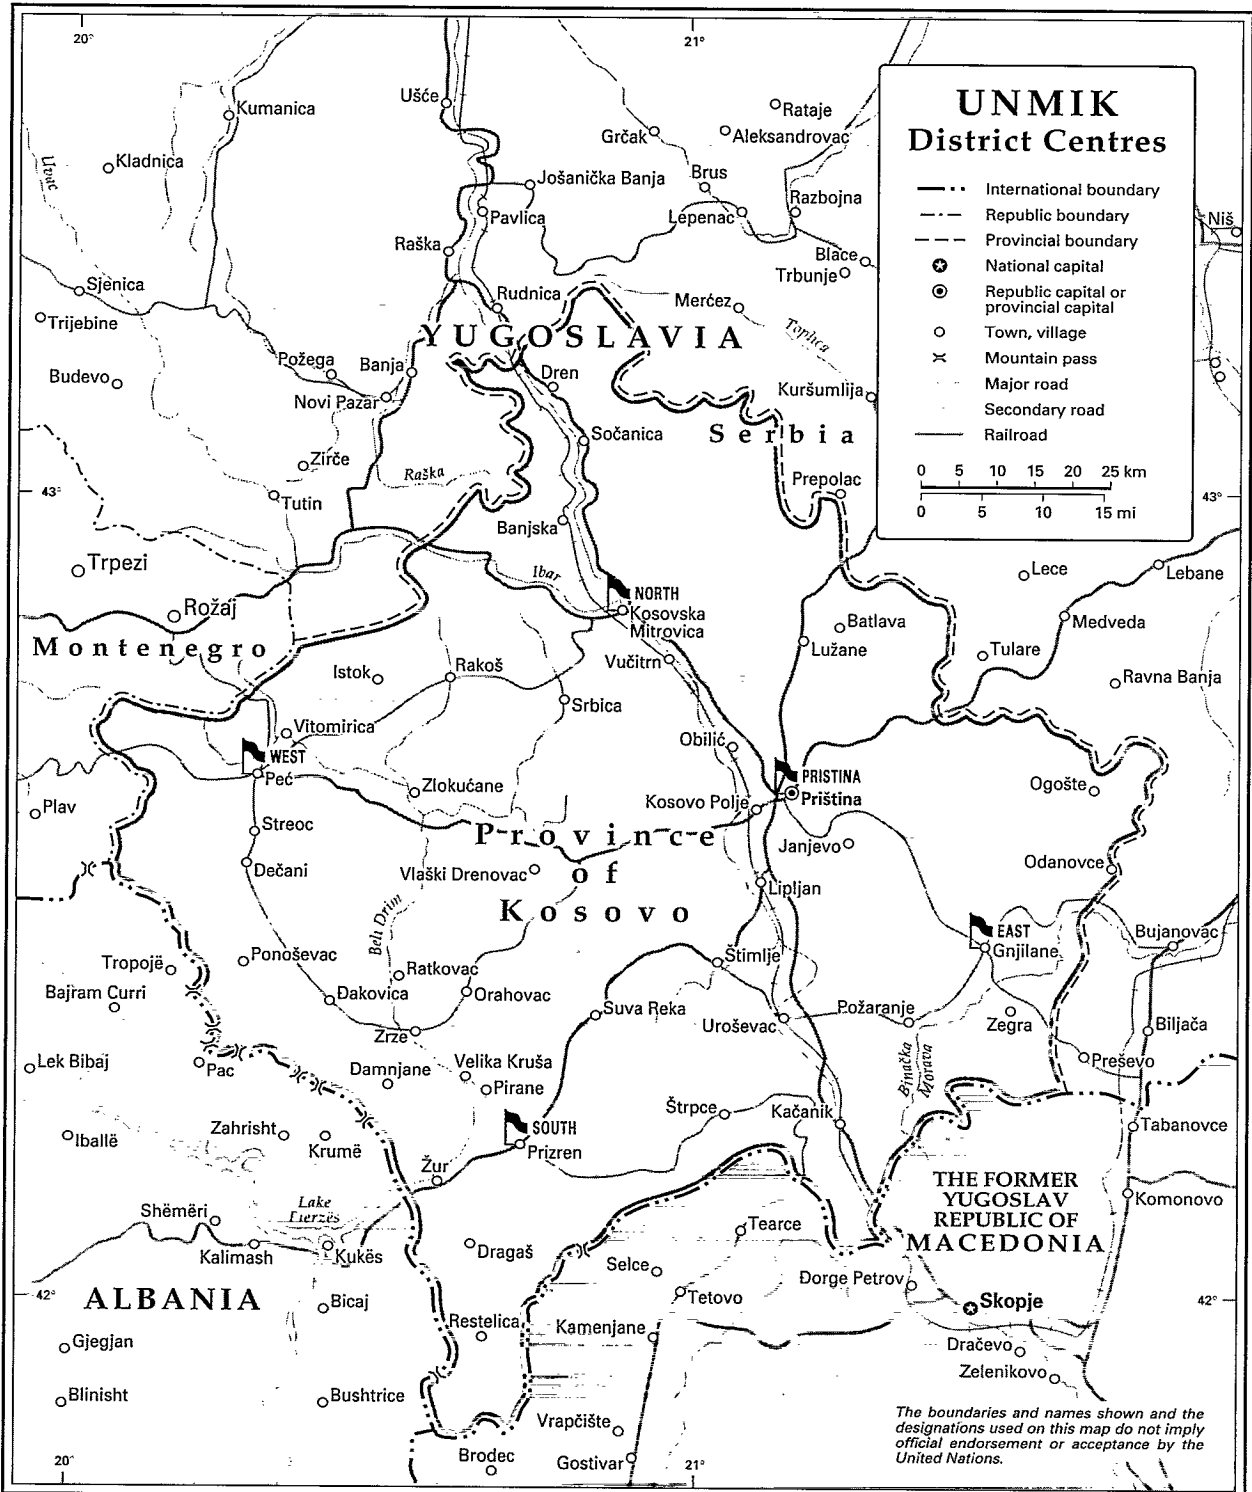 20°
21°
UNMIK
District Centres
International boundary
Republic boundary
Provincial boundary
National capital
Republic capital or
provincial capital
Town, village
Mountain pass
Major road
Secondary road
Railroad
0 5 10 15 20 25 km
0 5 10 15 mi
Ušće
Kumanica
Rataje
Grčak
Aleksandrovac
Kladnica
Uvac
Jošanička Banja
Brus
Razbojna
Pavlica
Lepenac
Niš
Raška
Blace
Trbunje
Sjenica
Rudnica
Merćez
Trijebine
Toplica
YUGOSLAVIA
Požega
Banja
Budevo
Dren
Kuršumlija
Novi Pazar
Sočanica
Serbia
Zirče
Raška
Prepolac
43°
43°
Tutin
Banjska
Trpezi
Ibar
Lece
Lebane
NORTH
Rožaj
Kosovska
Mitrovica
Batlava
Medveda
Montenegro
Lužane
Vučitrn
Tulare
Istok
Rakoš
Ravna Banja
Srbica
Vitomirica
Obilić
WEST
Peć
PRISTINA
Priština
Ogošte
Zlokućane
Kosovo Polje
Plav
Streoc
Province
of
Kosovo
Janjevo
Dečani
Vlaški Drenovac
Odanovce
Lipljan
Beli Drim
EAST
Gnjilane
Bujanovac
Tropojë
Ponoševac
Štimlje
Ratkovac
Bajram Curri
Đakovica
Orahovac
Suva Reka
Požaranje
Uroševac
Zegra
Biljača
Zrze
Lek Bibaj
Pac
Damnjane
Velika Kruša
Pirane
Binačka
Morava
Preševo
Štrpce
Kačanik
Iballë
Zahrisht
Krumë
SOUTH
Prizren
Tabanovce
Žur
THE FORMER
YUGOSLAV
REPUBLIC OF
MACEDONIA
Komonovo
Shëmëri
Lake
Fierzës
Tearce
Kalimash
Kukës
Dragaš
Selce
Đorge Petrov
42°
42°
ALBANIA
Bicaj
Tetovo
Skopje
Restelica
Kamenjane
Gjegjan
Dračevo
Zelenikovo
Blinisht
Bushtrice
Vrapčište
Brodec
Gostivar
The boundaries and names shown and the
designations used on this map do not imply
official endorsement or acceptance by the
United Nations.
20°
21°